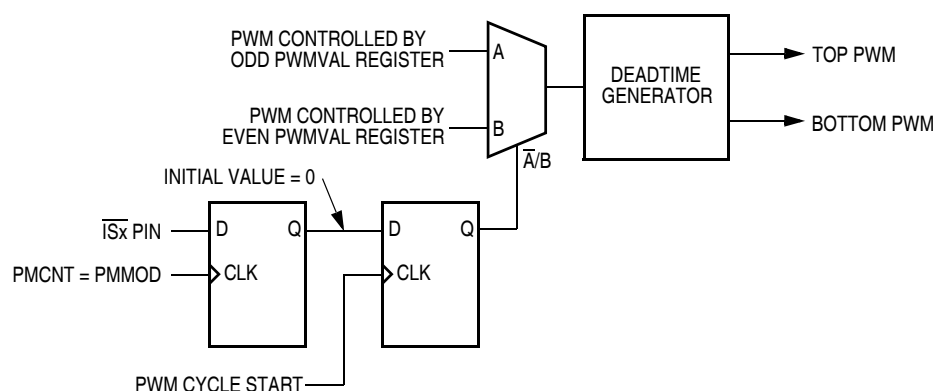 PWM CONTROLLED BY
ODD PWMVAL REGISTER
A
DEADTIME
GENERATOR
TOP PWM
PWM CONTROLLED BY
EVEN PWMVAL REGISTER
B
BOTTOM PWM
A̅/B
INITIAL VALUE = 0
I̅S̅x̅ PIN
D
Q
D
Q
PMCNT = PMMOD
CLK
CLK
PWM CYCLE START